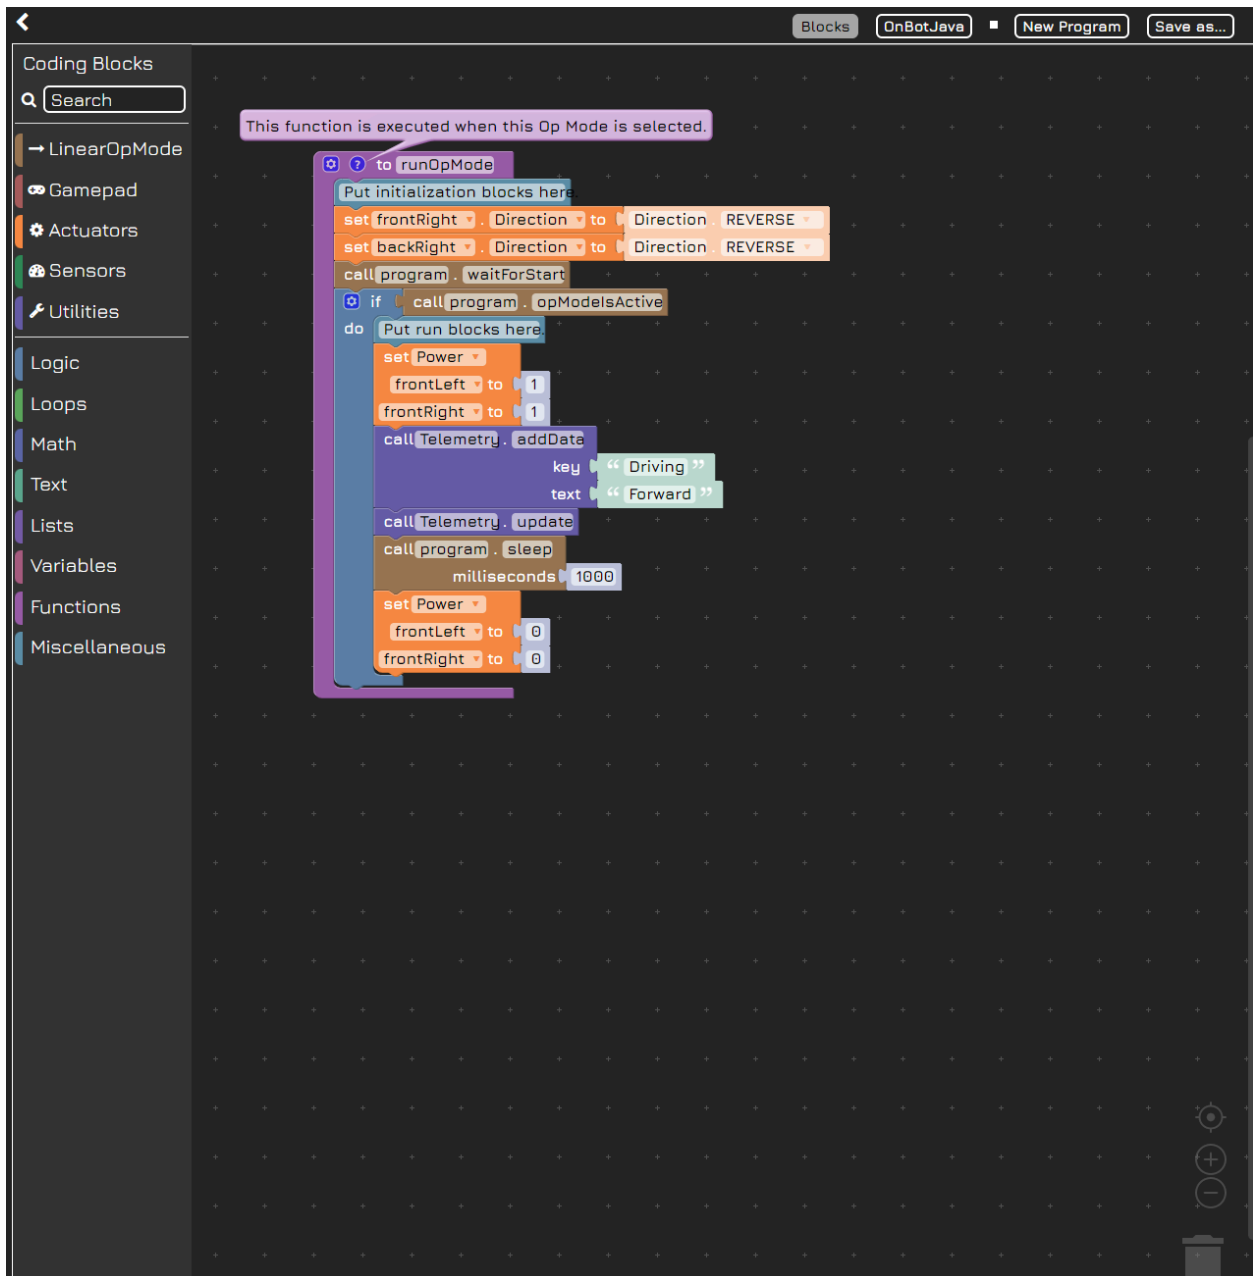 Blocks OnBotJava New Program Save as...
Coding Blocks
Search
LinearOpMode
Gamepad
Actuators
Sensors
Utilities
Logic
Loops
Math
Text
Lists
Variables
Functions
Miscellaneous
This function is executed when this Op Mode is selected.
? to runOpMode
Put initialization blocks here.
set frontRight . Direction to Direction . REVERSE
set backRight . Direction to Direction . REVERSE
call program . waitForStart
if call program . opModeIsActive
do Put run blocks here.
set Power
frontLeft to 1
frontRight to 1
call Telemetry . addData
key “ Driving ”
text “ Forward ”
call Telemetry . update
call program . sleep
milliseconds 1000
set Power
frontLeft to 0
frontRight to 0